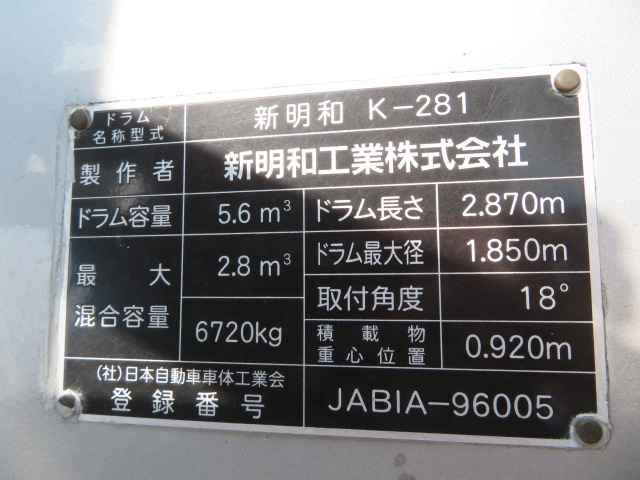 ドラム
名称型式
新明和 K-281
製作者
新明和工業株式会社
ドラム容量
5.6 m³
ドラム長さ
2.870m
最大
混合容量
2.8 m³
6720kg
ドラム最大径
1.850m
取付角度
18°
積載物
重心位置
0.920m
(社)日本自動車車体工業会
登録番号
JABIA-96005